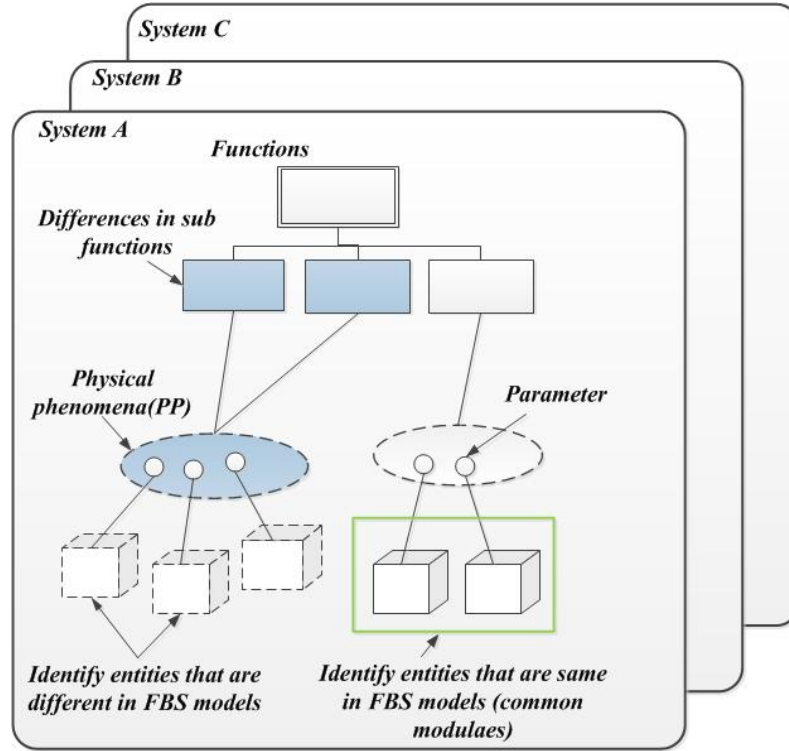 System C
System B
System A
Functions
Differences in sub
functions
Physical
phenomena(PP)
Parameter
Identify entities that are
different in FBS models
Identify entities that are same
in FBS models (common
modulaes)